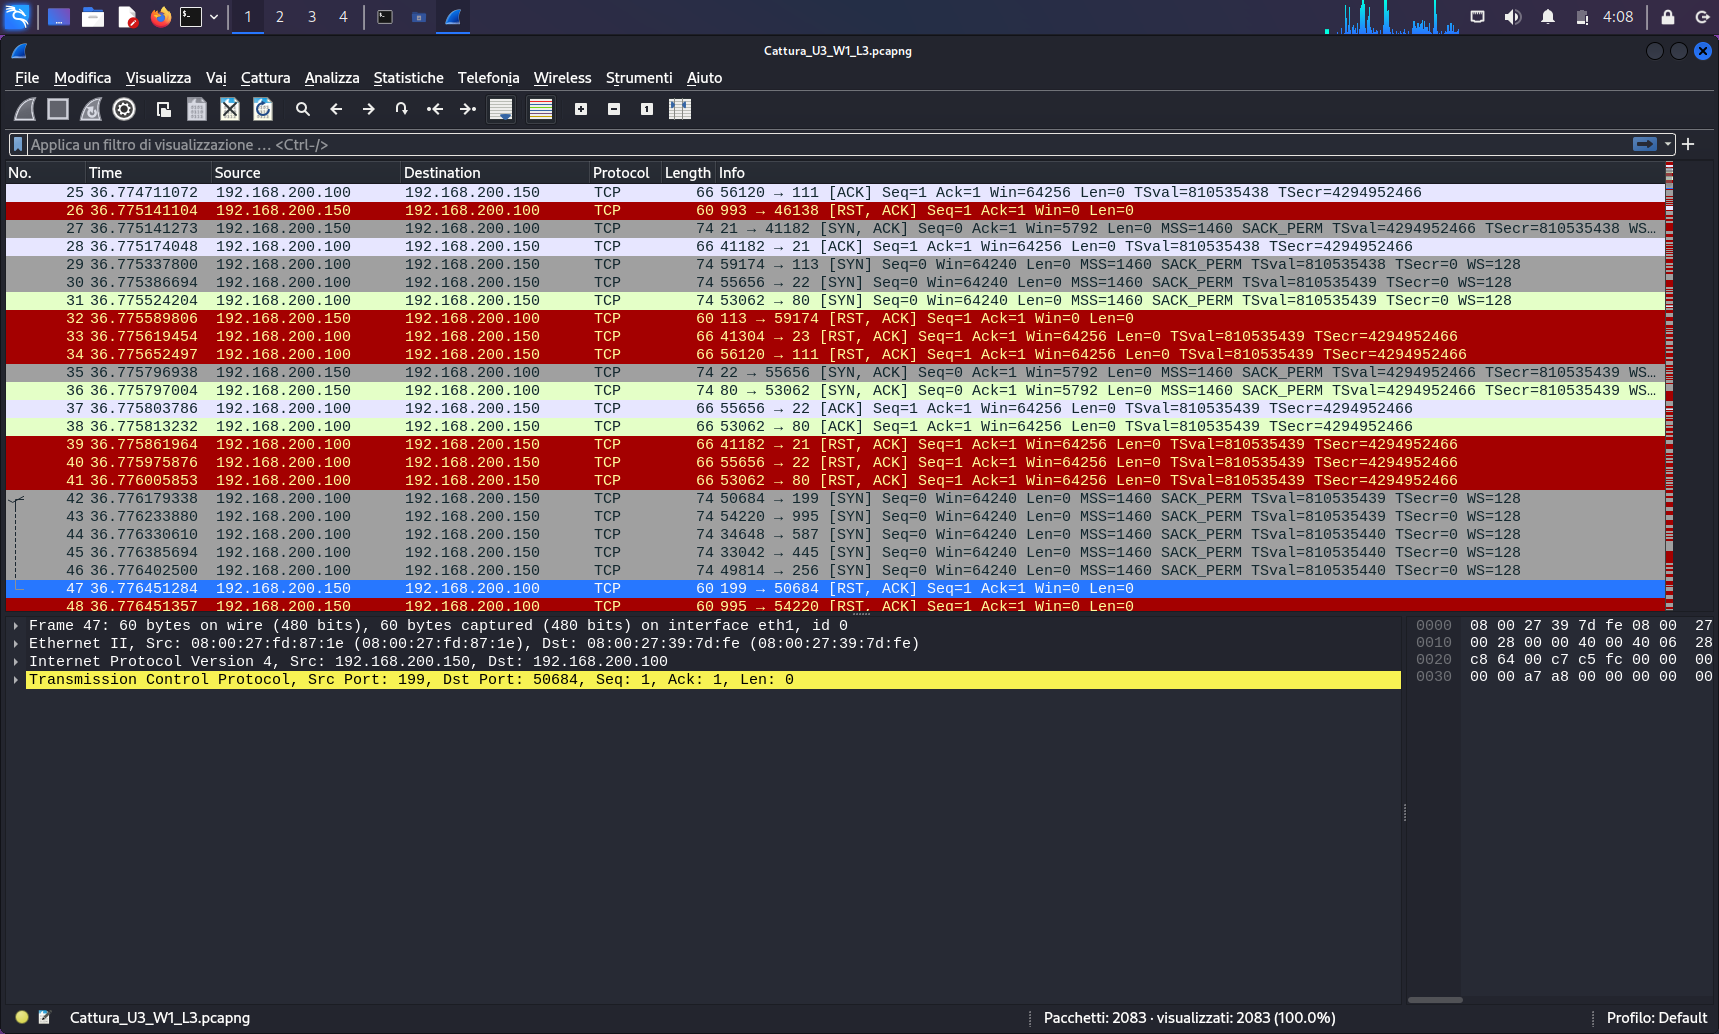 1 2 3 4 4:08
Cattura_U3_W1_L3.pcapng
File Modifica Visualizza Vai Cattura Analizza Statistiche Telefonia Wireless Strumenti Aiuto
Applica un filtro di visualizzazione … <Ctrl-/>
No. Time Source Destination Protocol Length Info
25 36.774711072 192.168.200.100 192.168.200.150 TCP 66 56120 → 111 [ACK] Seq=1 Ack=1 Win=64256 Len=0 TSval=810535438 TSecr=4294952466
26 36.775141104 192.168.200.150 192.168.200.100 TCP 60 993 → 46138 [RST, ACK] Seq=1 Ack=1 Win=0 Len=0
27 36.775141273 192.168.200.150 192.168.200.100 TCP 74 21 → 41182 [SYN, ACK] Seq=0 Ack=1 Win=5792 Len=0 MSS=1460 SACK_PERM TSval=4294952466 TSecr=810535438 WS…
28 36.775174048 192.168.200.100 192.168.200.150 TCP 66 41182 → 21 [ACK] Seq=1 Ack=1 Win=64256 Len=0 TSval=810535438 TSecr=4294952466
29 36.775337800 192.168.200.100 192.168.200.150 TCP 74 59174 → 113 [SYN] Seq=0 Win=64240 Len=0 MSS=1460 SACK_PERM TSval=810535438 TSecr=0 WS=128
30 36.775386694 192.168.200.100 192.168.200.150 TCP 74 55656 → 22 [SYN] Seq=0 Win=64240 Len=0 MSS=1460 SACK_PERM TSval=810535439 TSecr=0 WS=128
31 36.775524204 192.168.200.100 192.168.200.150 TCP 74 53062 → 80 [SYN] Seq=0 Win=64240 Len=0 MSS=1460 SACK_PERM TSval=810535439 TSecr=0 WS=128
32 36.775589806 192.168.200.150 192.168.200.100 TCP 60 113 → 59174 [RST, ACK] Seq=1 Ack=1 Win=0 Len=0
33 36.775619454 192.168.200.100 192.168.200.150 TCP 66 41304 → 23 [RST, ACK] Seq=1 Ack=1 Win=64256 Len=0 TSval=810535439 TSecr=4294952466
34 36.775652497 192.168.200.100 192.168.200.150 TCP 66 56120 → 111 [RST, ACK] Seq=1 Ack=1 Win=64256 Len=0 TSval=810535439 TSecr=4294952466
35 36.775796938 192.168.200.150 192.168.200.100 TCP 74 22 → 55656 [SYN, ACK] Seq=0 Ack=1 Win=5792 Len=0 MSS=1460 SACK_PERM TSval=4294952466 TSecr=810535439 WS…
36 36.775797004 192.168.200.150 192.168.200.100 TCP 74 80 → 53062 [SYN, ACK] Seq=0 Ack=1 Win=5792 Len=0 MSS=1460 SACK_PERM TSval=4294952466 TSecr=810535439 WS…
37 36.775803786 192.168.200.100 192.168.200.150 TCP 66 55656 → 22 [ACK] Seq=1 Ack=1 Win=64256 Len=0 TSval=810535439 TSecr=4294952466
38 36.775813232 192.168.200.100 192.168.200.150 TCP 66 53062 → 80 [ACK] Seq=1 Ack=1 Win=64256 Len=0 TSval=810535439 TSecr=4294952466
39 36.775861964 192.168.200.100 192.168.200.150 TCP 66 41182 → 21 [RST, ACK] Seq=1 Ack=1 Win=64256 Len=0 TSval=810535439 TSecr=4294952466
40 36.775975876 192.168.200.100 192.168.200.150 TCP 66 55656 → 22 [RST, ACK] Seq=1 Ack=1 Win=64256 Len=0 TSval=810535439 TSecr=4294952466
41 36.776005853 192.168.200.100 192.168.200.150 TCP 66 53062 → 80 [RST, ACK] Seq=1 Ack=1 Win=64256 Len=0 TSval=810535439 TSecr=4294952466
42 36.776179338 192.168.200.100 192.168.200.150 TCP 74 50684 → 199 [SYN] Seq=0 Win=64240 Len=0 MSS=1460 SACK_PERM TSval=810535439 TSecr=0 WS=128
43 36.776233880 192.168.200.100 192.168.200.150 TCP 74 54220 → 995 [SYN] Seq=0 Win=64240 Len=0 MSS=1460 SACK_PERM TSval=810535439 TSecr=0 WS=128
44 36.776330610 192.168.200.100 192.168.200.150 TCP 74 34648 → 587 [SYN] Seq=0 Win=64240 Len=0 MSS=1460 SACK_PERM TSval=810535440 TSecr=0 WS=128
45 36.776385694 192.168.200.100 192.168.200.150 TCP 74 33042 → 445 [SYN] Seq=0 Win=64240 Len=0 MSS=1460 SACK_PERM TSval=810535440 TSecr=0 WS=128
46 36.776402500 192.168.200.100 192.168.200.150 TCP 74 49814 → 256 [SYN] Seq=0 Win=64240 Len=0 MSS=1460 SACK_PERM TSval=810535440 TSecr=0 WS=128
47 36.776451284 192.168.200.150 192.168.200.100 TCP 60 199 → 50684 [RST, ACK] Seq=1 Ack=1 Win=0 Len=0
48 36.776451357 192.168.200.150 192.168.200.100 TCP 60 995 → 54220 [RST, ACK] Seq=1 Ack=1 Win=0 Len=0
Frame 47: 60 bytes on wire (480 bits), 60 bytes captured (480 bits) on interface eth1, id 0
Ethernet II, Src: 08:00:27:fd:87:1e (08:00:27:fd:87:1e), Dst: 08:00:27:39:7d:fe (08:00:27:39:7d:fe)
Internet Protocol Version 4, Src: 192.168.200.150, Dst: 192.168.200.100
Transmission Control Protocol, Src Port: 199, Dst Port: 50684, Seq: 1, Ack: 1, Len: 0
0000 08 00 27 39 7d fe 08 00 27
0010 00 28 00 00 40 00 40 06 28
0020 c8 64 00 c7 c5 fc 00 00 00
0030 00 00 a7 a8 00 00 00 00 00
Cattura_U3_W1_L3.pcapng
Pacchetti: 2083 · visualizzati: 2083 (100.0%)
Profilo: Default